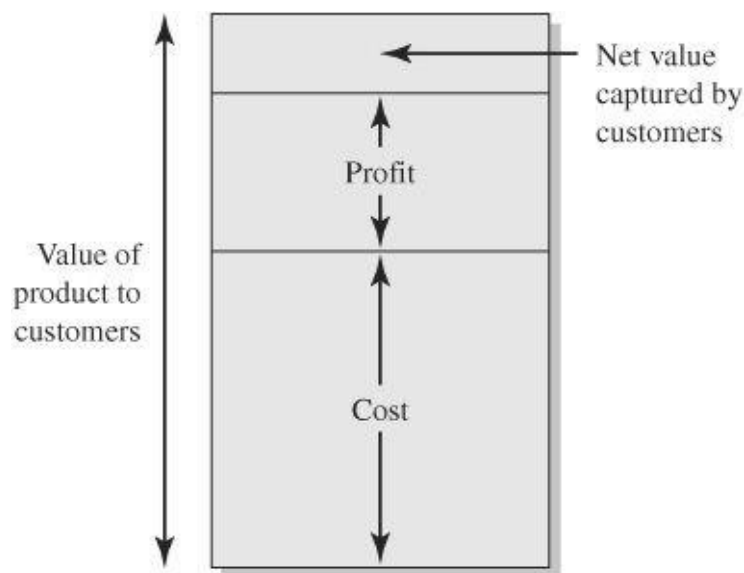 Net value
captured by
customers
Profit
Value of
product to
customers
Cost